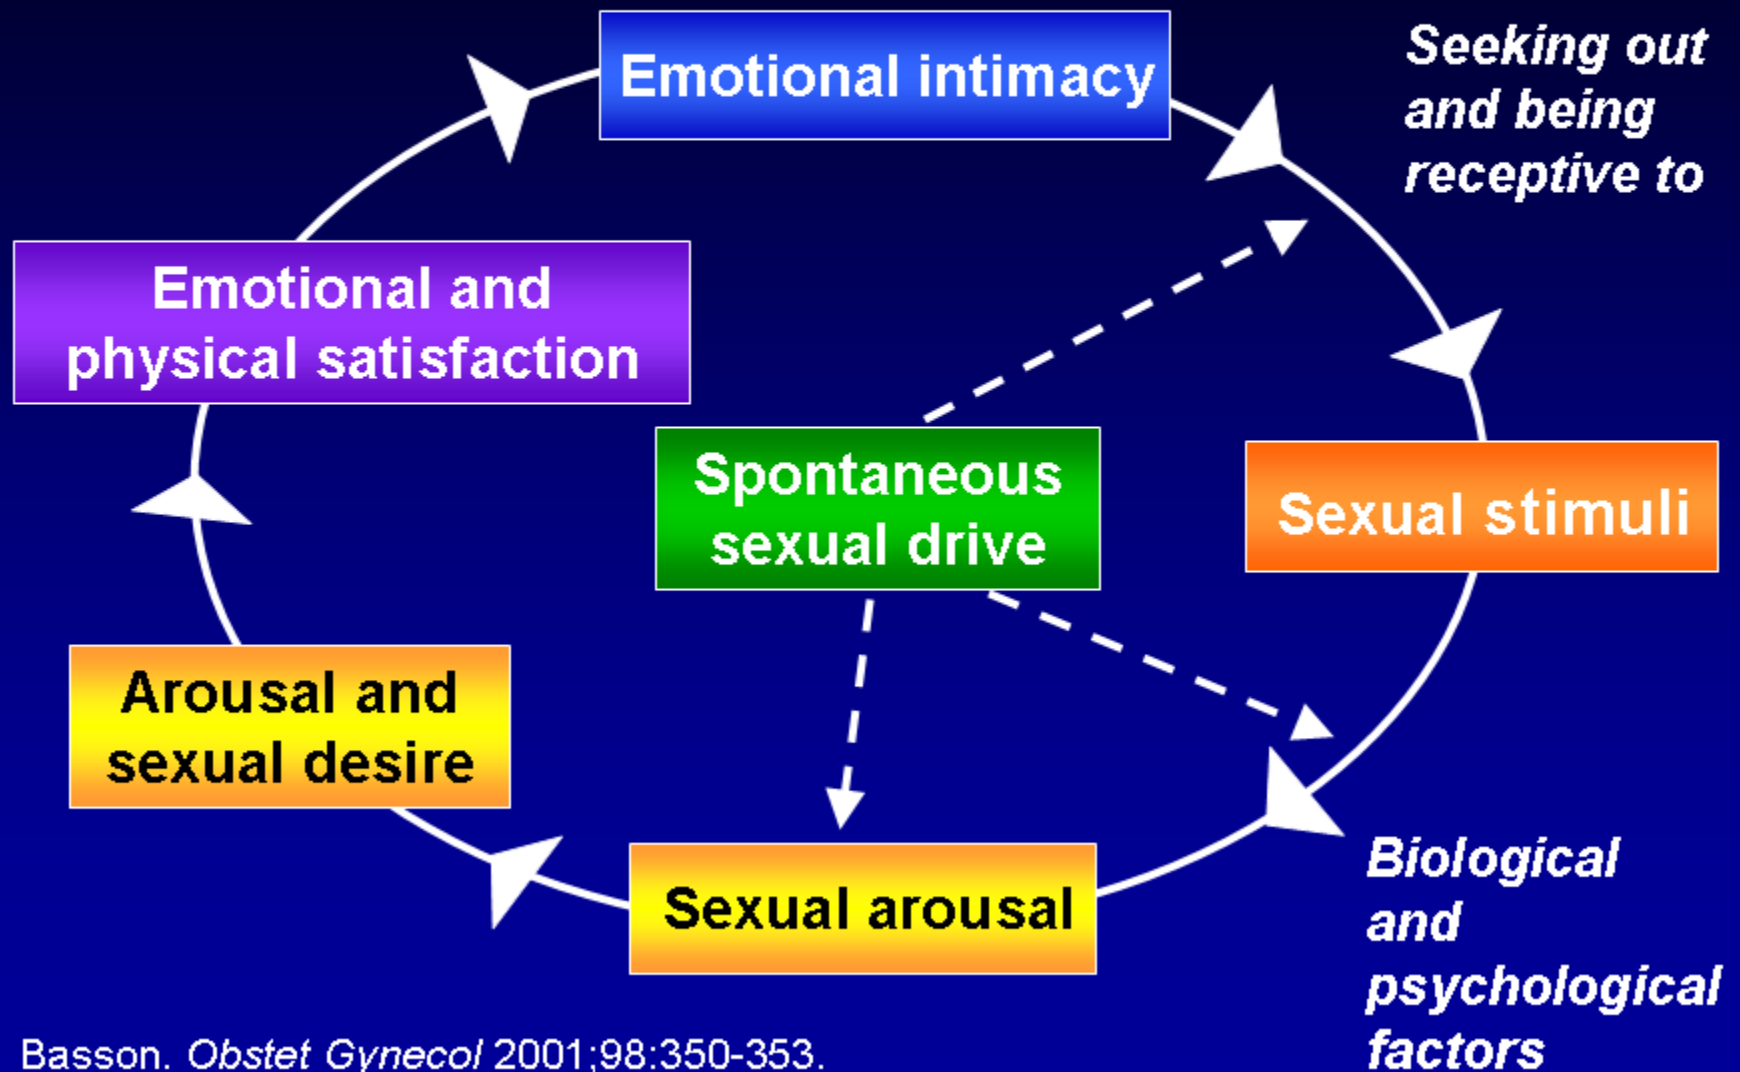 Emotional intimacy
Seeking out
and being
receptive to
Emotional and
physical satisfaction
Spontaneous
sexual drive
Sexual stimuli
Arousal and
sexual desire
Sexual arousal
Biological
and
psychological
factors
Basson. Obstet Gynecol 2001;98:350-353.